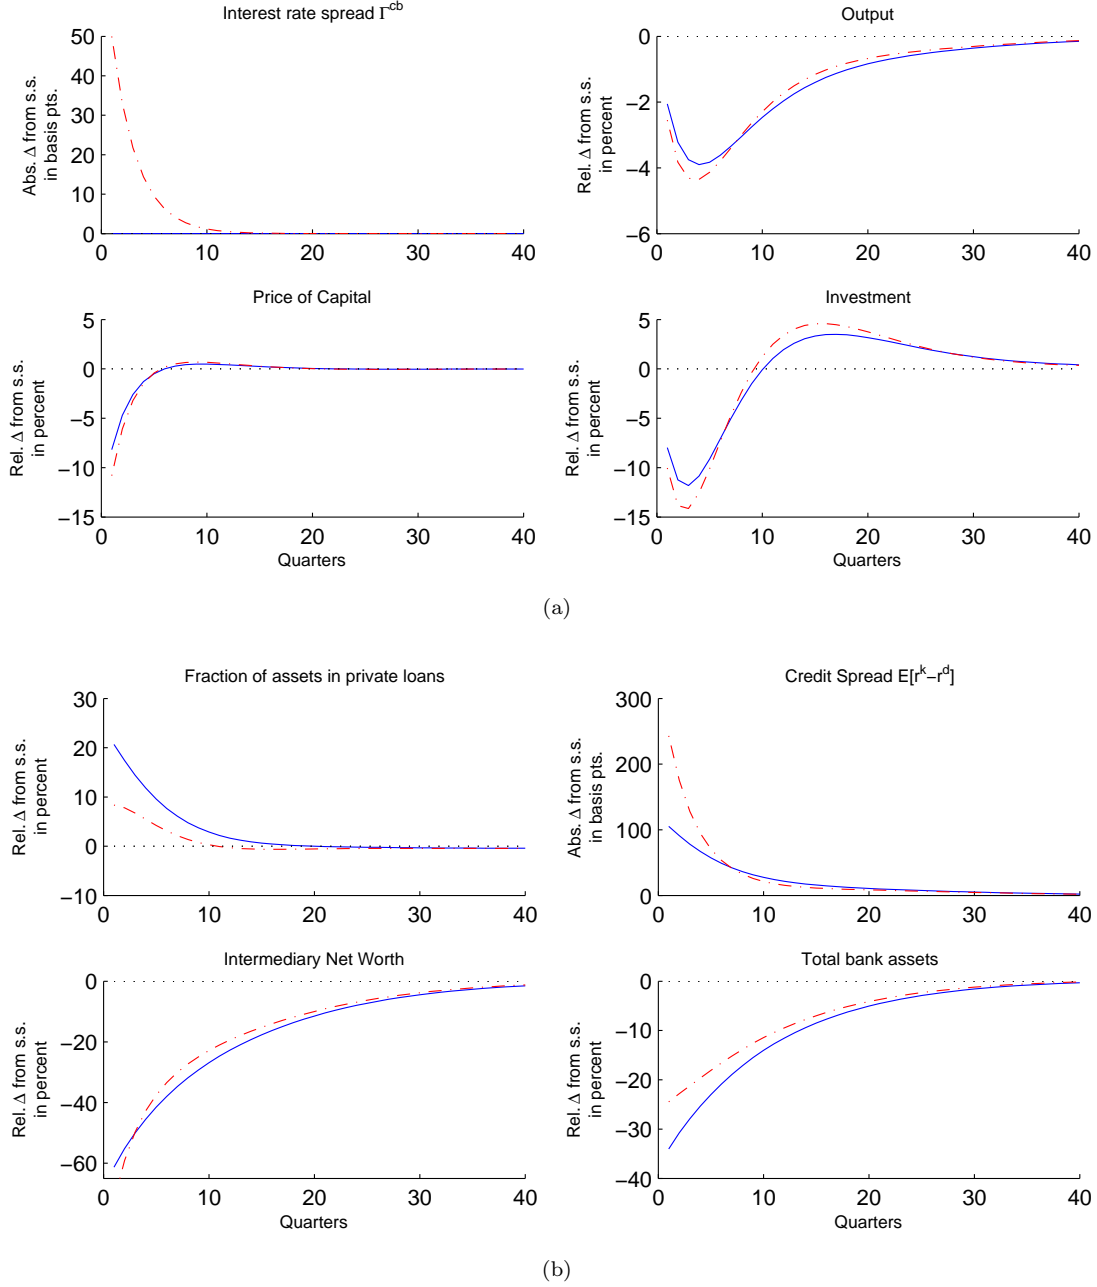 Interest rate spread Γcb
Abs. Δ from s.s.
in basis pts.
50
40
30
20
10
0
0 10 20 30 40
Output
Rel. Δ from s.s.
in percent
0
−2
−4
−6
0 10 20 30 40
Price of Capital
Rel. Δ from s.s.
in percent
5
0
−5
−10
−15
0 10 20 30 40
Quarters
Investment
Rel. Δ from s.s.
in percent
5
0
−5
−10
−15
0 10 20 30 40
Quarters
(a)
Fraction of assets in private loans
Rel. Δ from s.s.
in percent
30
20
10
0
−10
0 10 20 30 40
Credit Spread E[rk−rd]
Abs. Δ from s.s.
in basis pts.
300
200
100
0
0 10 20 30 40
Intermediary Net Worth
Rel. Δ from s.s.
in percent
0
−20
−40
−60
0 10 20 30 40
Quarters
Total bank assets
Rel. Δ from s.s.
in percent
0
−10
−20
−30
−40
0 10 20 30 40
Quarters
(b)